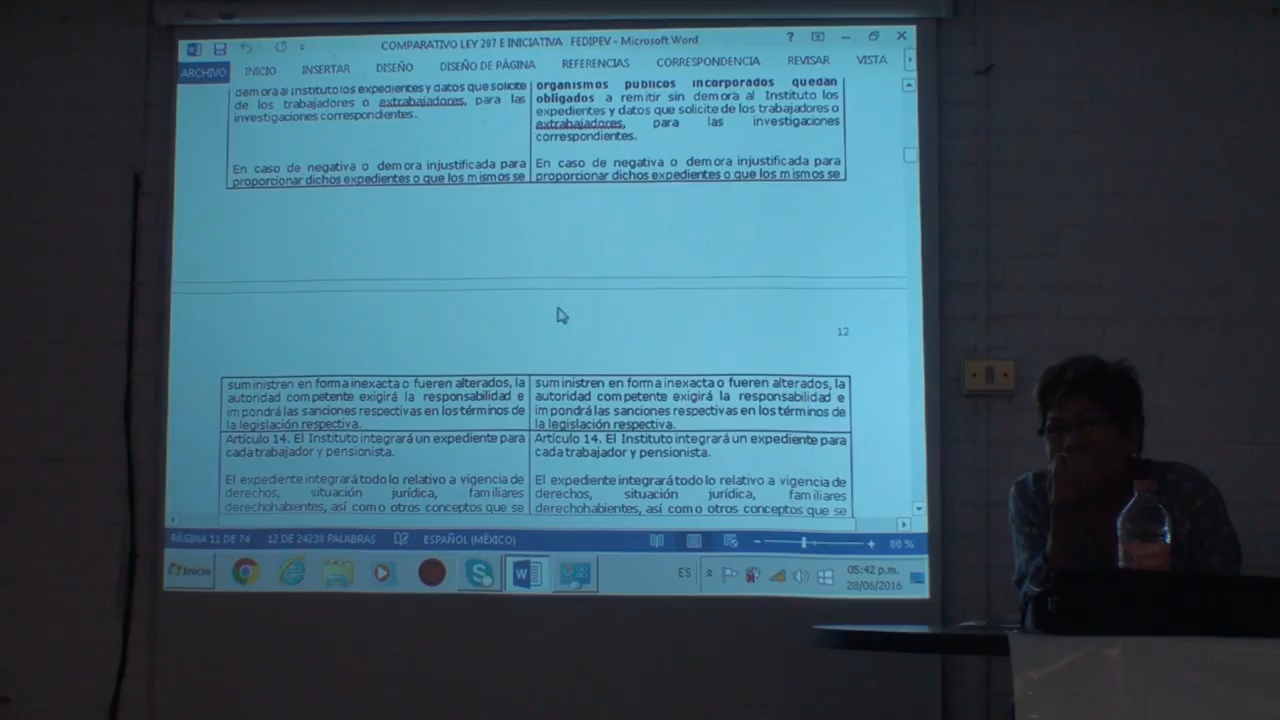 COMPARATIVO LEY 287 E INICIATIVA FEDIPEV - Microsoft Word
ARCHIVO INICIO INSERTAR DISEÑO DISEÑO DE PÁGINA REFERENCIAS CORRESPONDENCIA REVISAR VISTA
demora al Instituto los expedientes y datos que solicite
de los trabajadores o extrabajadores, para las
investigaciones correspondientes.
En caso de negativa o demora injustificada para
proporcionar dichos expedientes o que los mismos se
organismos públicos incorporados quedan
obligados a remitir sin demora al Instituto los
expedientes y datos que solicite de los trabajadores o
extrabajadores, para las investigaciones
correspondientes.
En caso de negativa o demora injustificada para
proporcionar dichos expedientes o que los mismos se
12
suministren en forma inexacta o fueren alterados, la
autoridad competente exigirá la responsabilidad e
impondrá las sanciones respectivas en los términos de
la legislación respectiva.
suministren en forma inexacta o fueren alterados, la
autoridad competente exigirá la responsabilidad e
impondrá las sanciones respectivas en los términos de
la legislación respectiva.
Artículo 14. El Instituto integrará un expediente para
cada trabajador y pensionista.
El expediente integrará todo lo relativo a vigencia de
derechos, situación jurídica, familiares
derechohabientes, así como otros conceptos que se
Artículo 14. El Instituto integrará un expediente para
cada trabajador y pensionista.
El expediente integrará todo lo relativo a vigencia de
derechos, situación jurídica, familiares
derechohabientes, así como otros conceptos que se
PÁGINA 11 DE 74 12 DE 24238 PALABRAS ESPAÑOL (MÉXICO) 80 %
Inicio ES 05:42 p.m.
28/06/2016